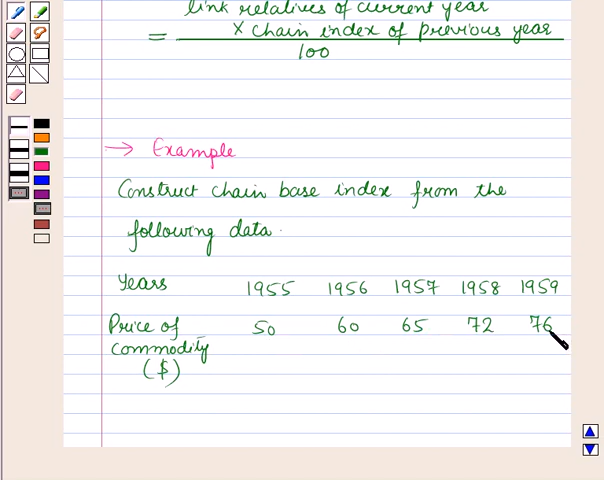 link relatives of current year
= × chain index of previous year
100
→ Example
Construct chain base index from the
following data.
Years 1955 1956 1957 1958 1959
Price of 50 60 65 72 76
commodity
($)